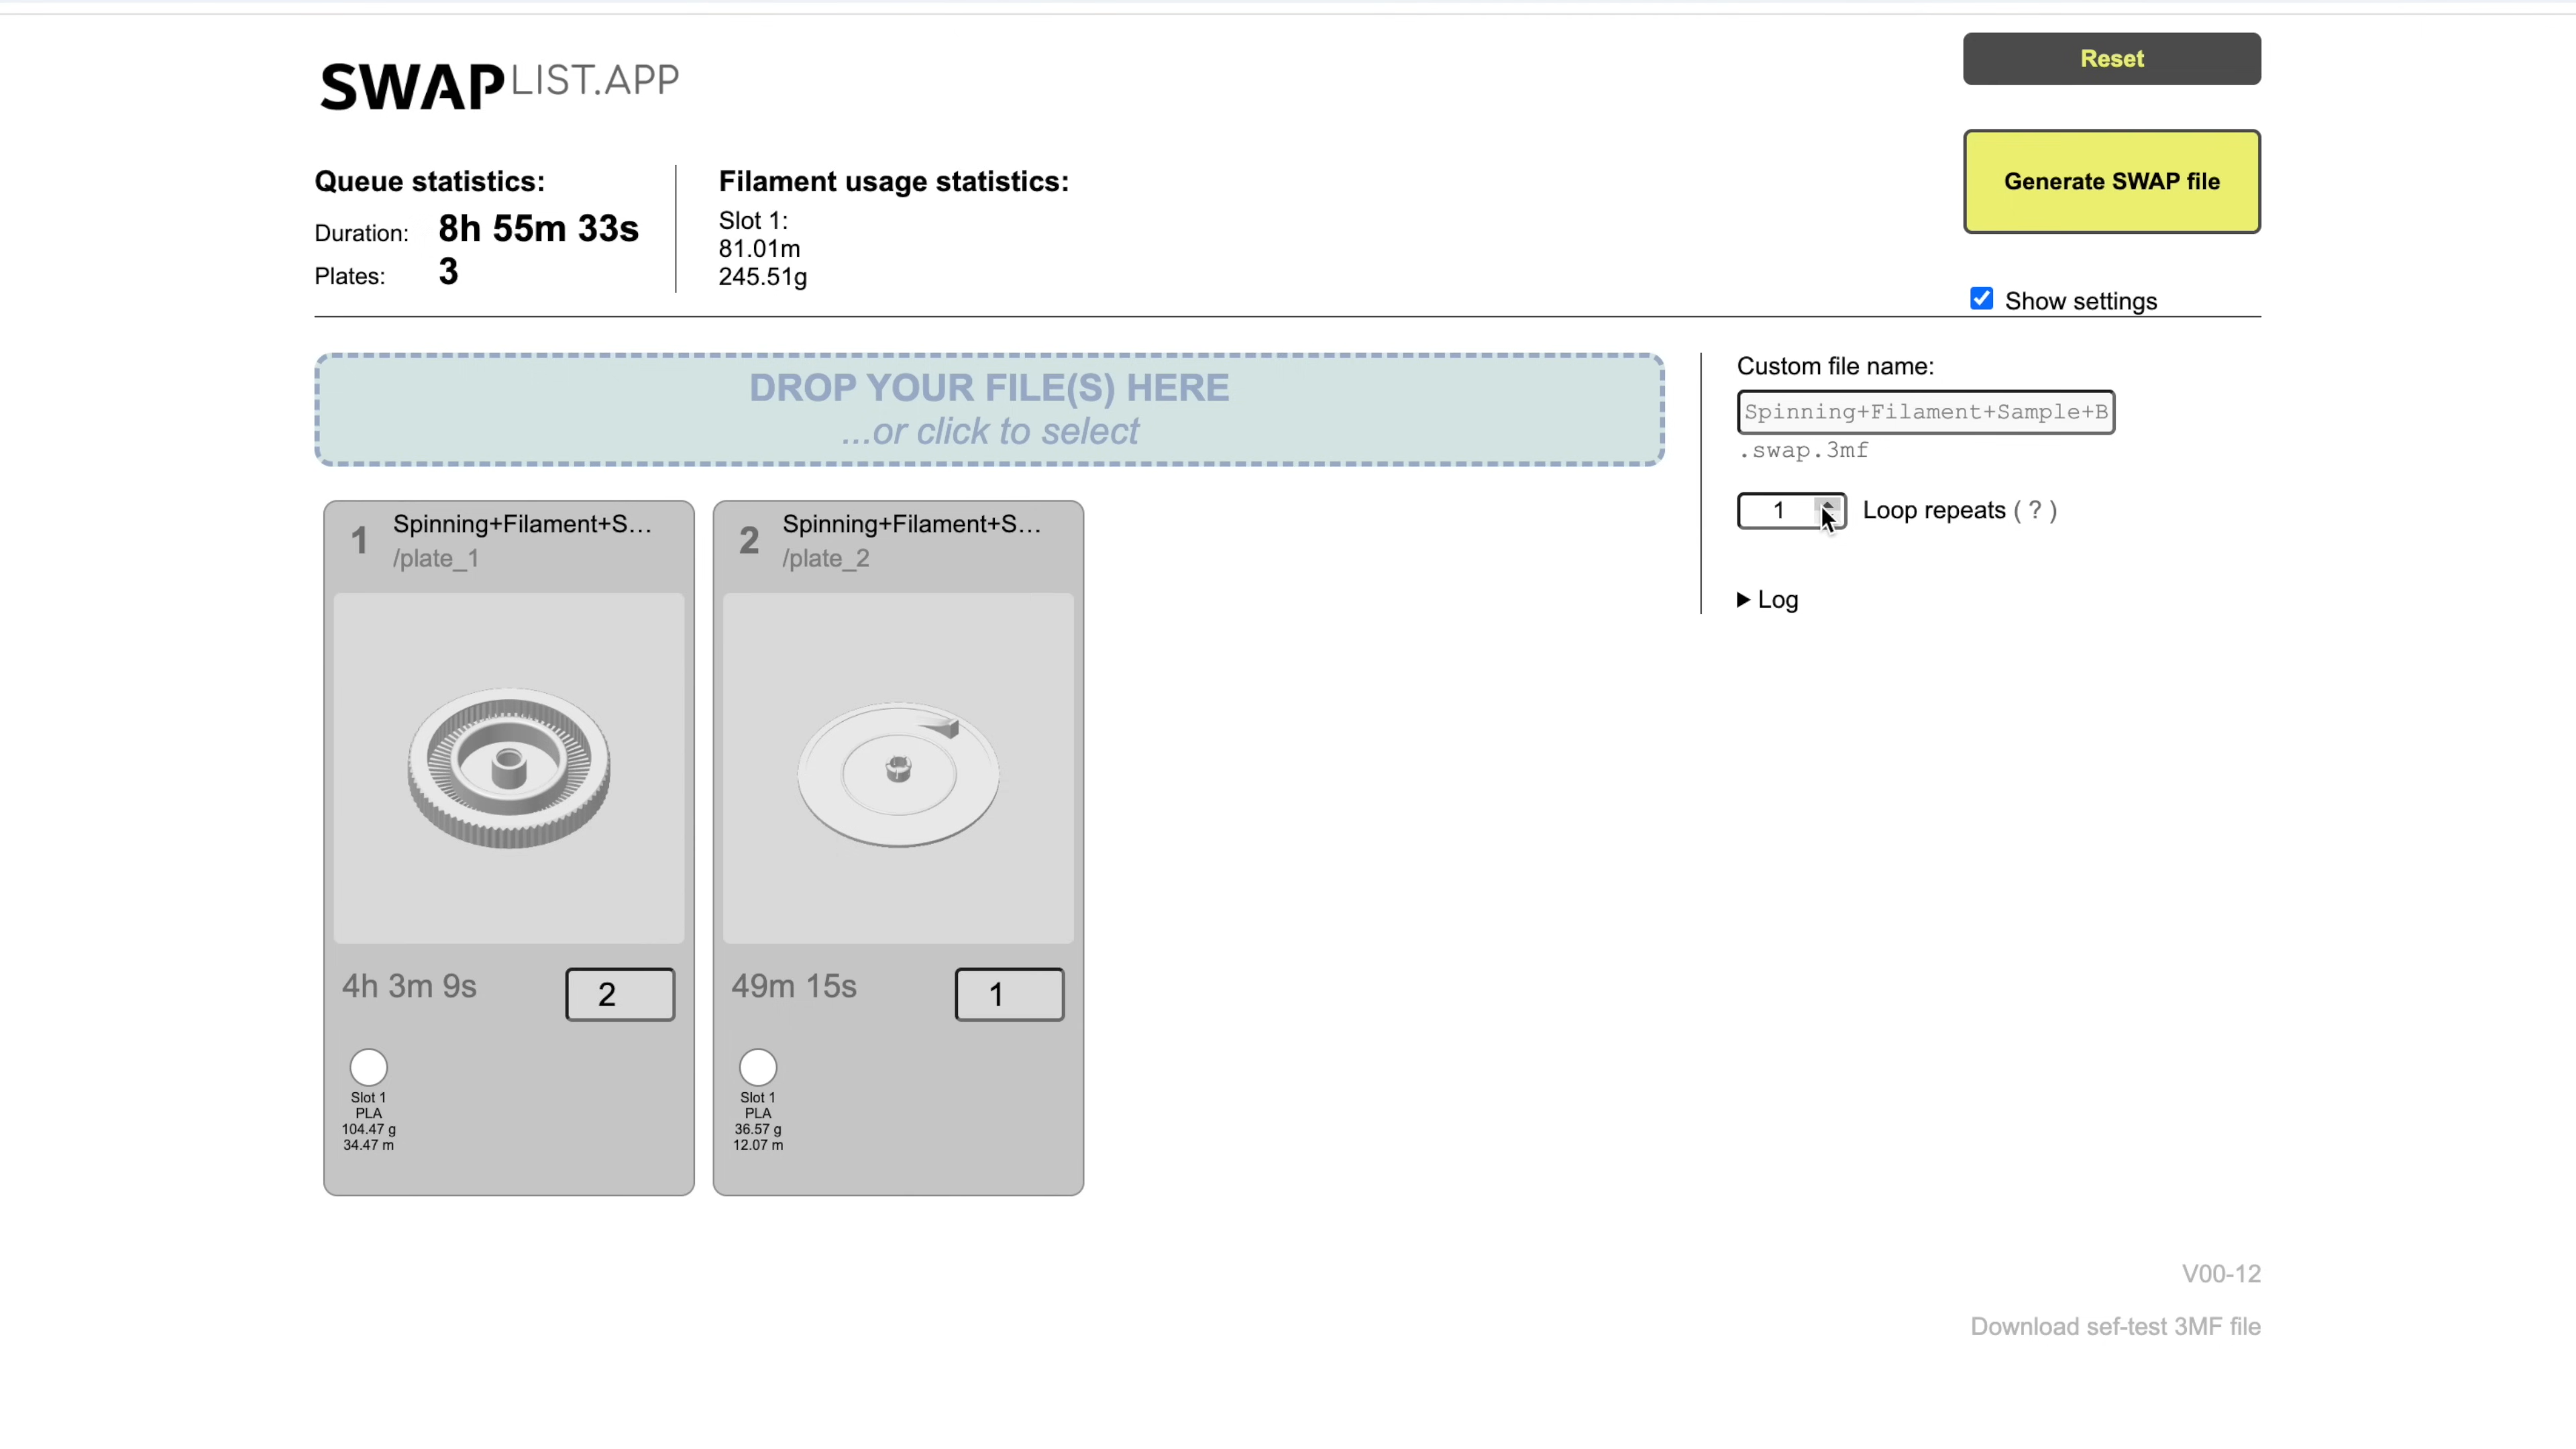 SWAP LIST.APP
Reset
Generate SWAP file
Queue statistics:
Duration: 8h 55m 33s
Plates: 3
Filament usage statistics:
Slot 1:
81.01m
245.51g
Show settings
DROP YOUR FILE(S) HERE
...or click to select
Custom file name:
Spinning+Filament+Sample+B
.swap.3mf
1 Loop repeats ( ? )
Log
1 Spinning+Filament+S...
/plate_1
4h 3m 9s 2
Slot 1
PLA
104.47 g
34.47 m
2 Spinning+Filament+S...
/plate_2
49m 15s 1
Slot 1
PLA
36.57 g
12.07 m
V00-12
Download sef-test 3MF file